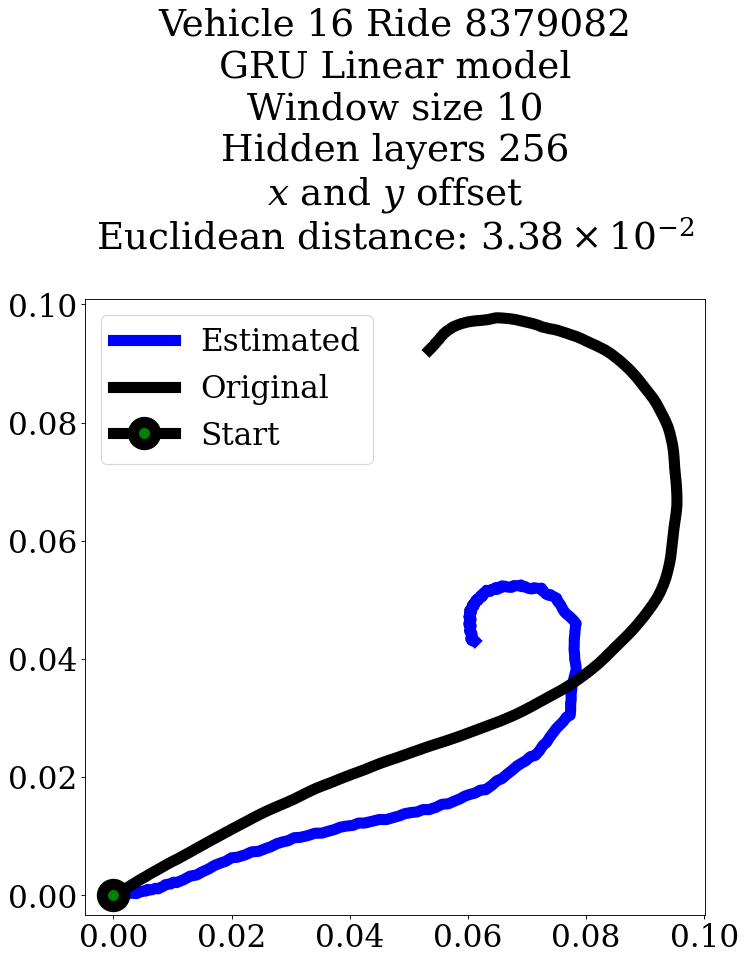 Vehicle 16 Ride 8379082
GRU Linear model
Window size 10
Hidden layers 256
x and y offset
Euclidean distance: 3.38 × 10⁻²
Estimated
Original
Start
0.10
0.08
0.06
0.04
0.02
0.00
0.00 0.02 0.04 0.06 0.08 0.10